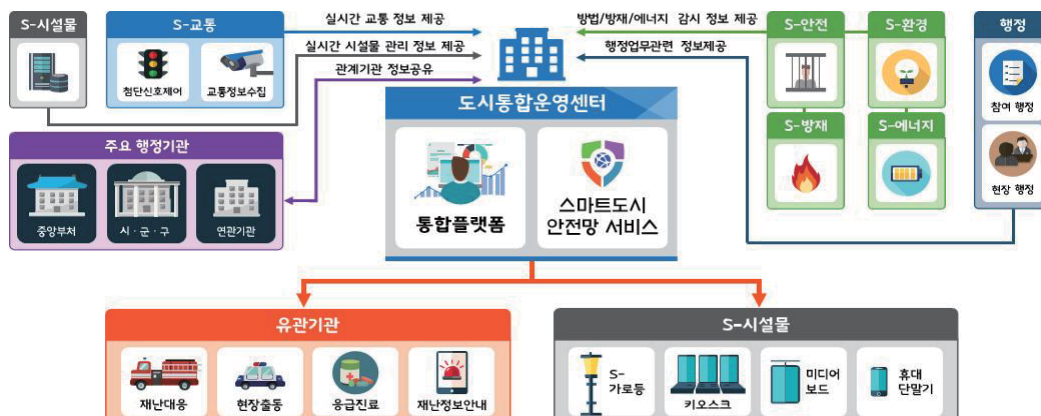 S-시설물
S-교통
첨단신호제어
교통정보수집
실시간 교통 정보 제공
실시간 시설물 관리 정보 제공
관계기관 정보공유
방법/방재/에너지 감시 정보 제공
행정업무관련 정보제공
S-안전
S-환경
S-방재
S-에너지
행정
참여 행정
현장 행정
주요 행정기관
중앙부처
시·군·구
연관기관
도시통합운영센터
통합플랫폼
스마트도시
안전망 서비스
유관기관
재난대응
현장출동
응급진료
재난정보안내
S-시설물
S-
가로등
키오스크
미디어
보드
휴대
단말기